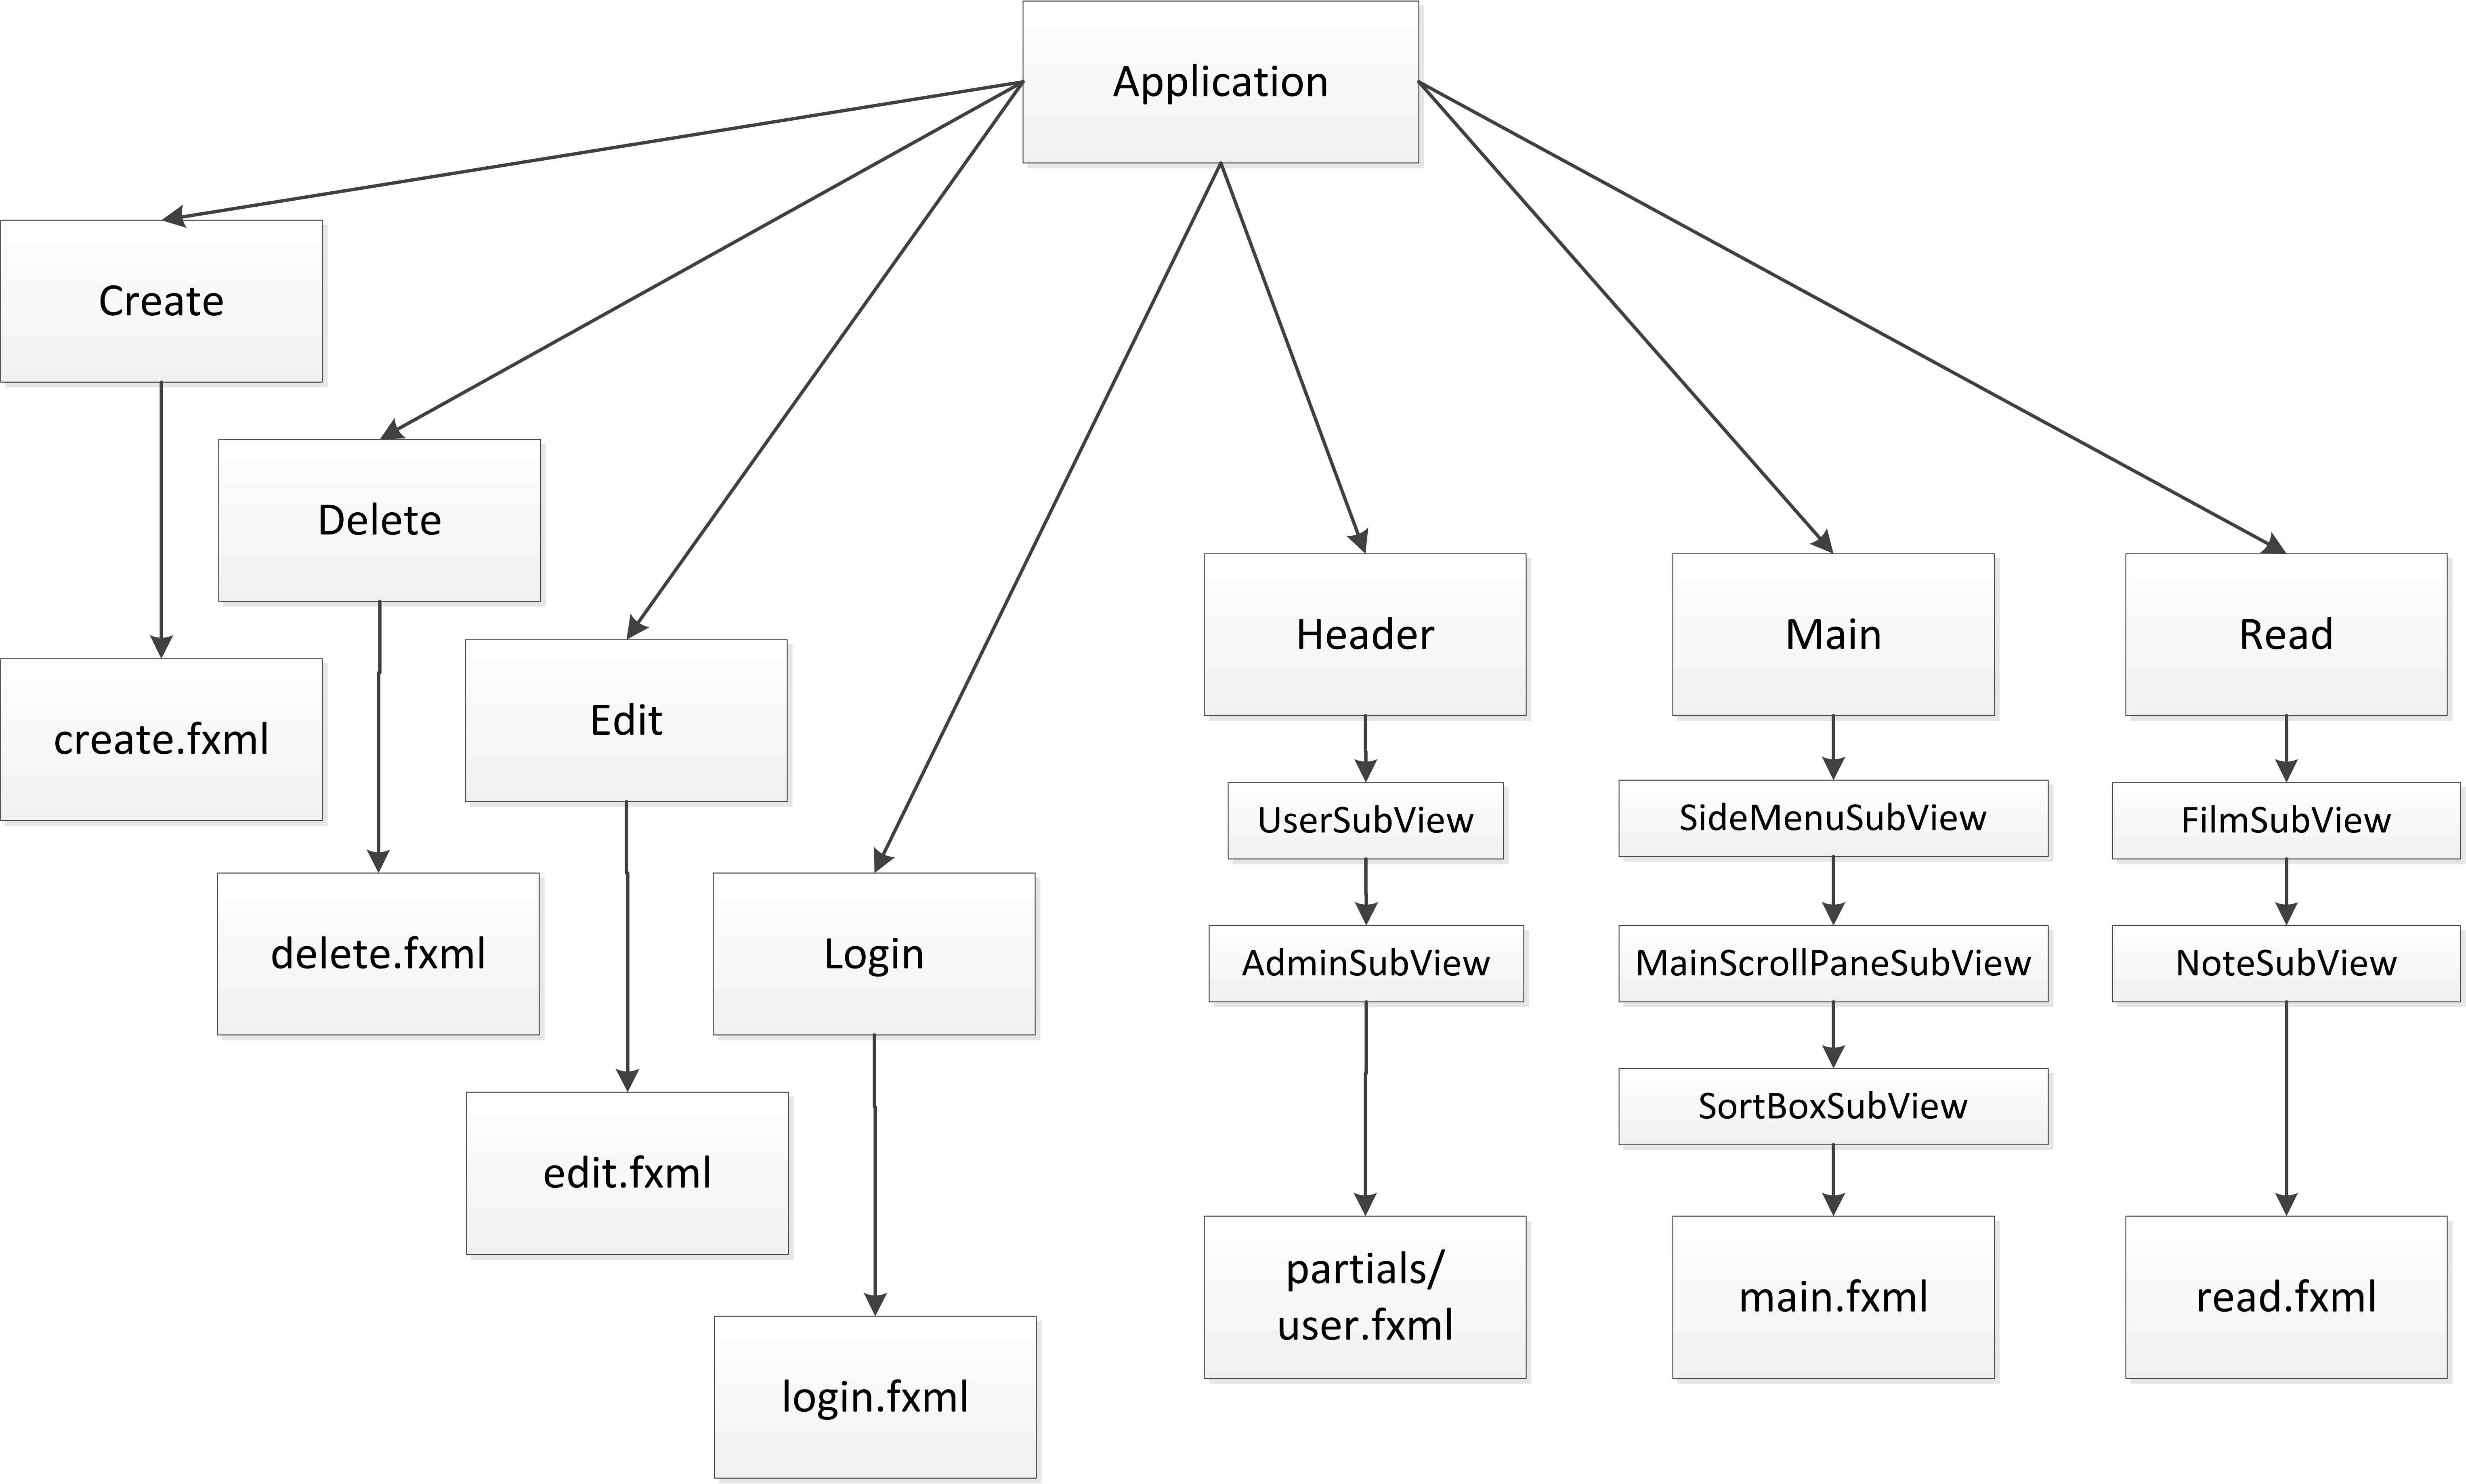 Application
Create
Delete
Edit
Login
Header
Main
Read
create.fxml
delete.fxml
edit.fxml
login.fxml
UserSubView
AdminSubView
partials/
user.fxml
SideMenuSubView
MainScrollPaneSubView
SortBoxSubView
main.fxml
FilmSubView
NoteSubView
read.fxml